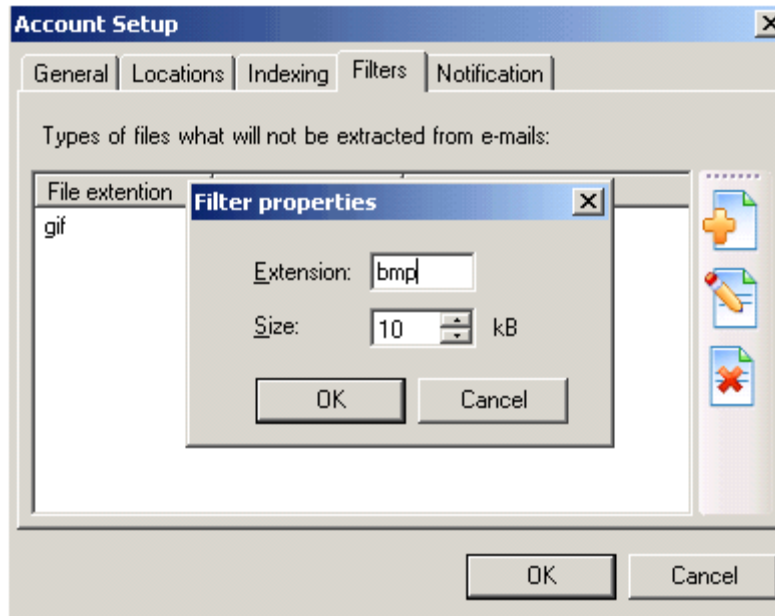 Account Setup
General Locations Indexing Filters Notification
Types of files what will not be extracted from e-mails:
File extention
gif
Filter properties
Extension: bmp
Size: 10 kB
OK Cancel
OK Cancel